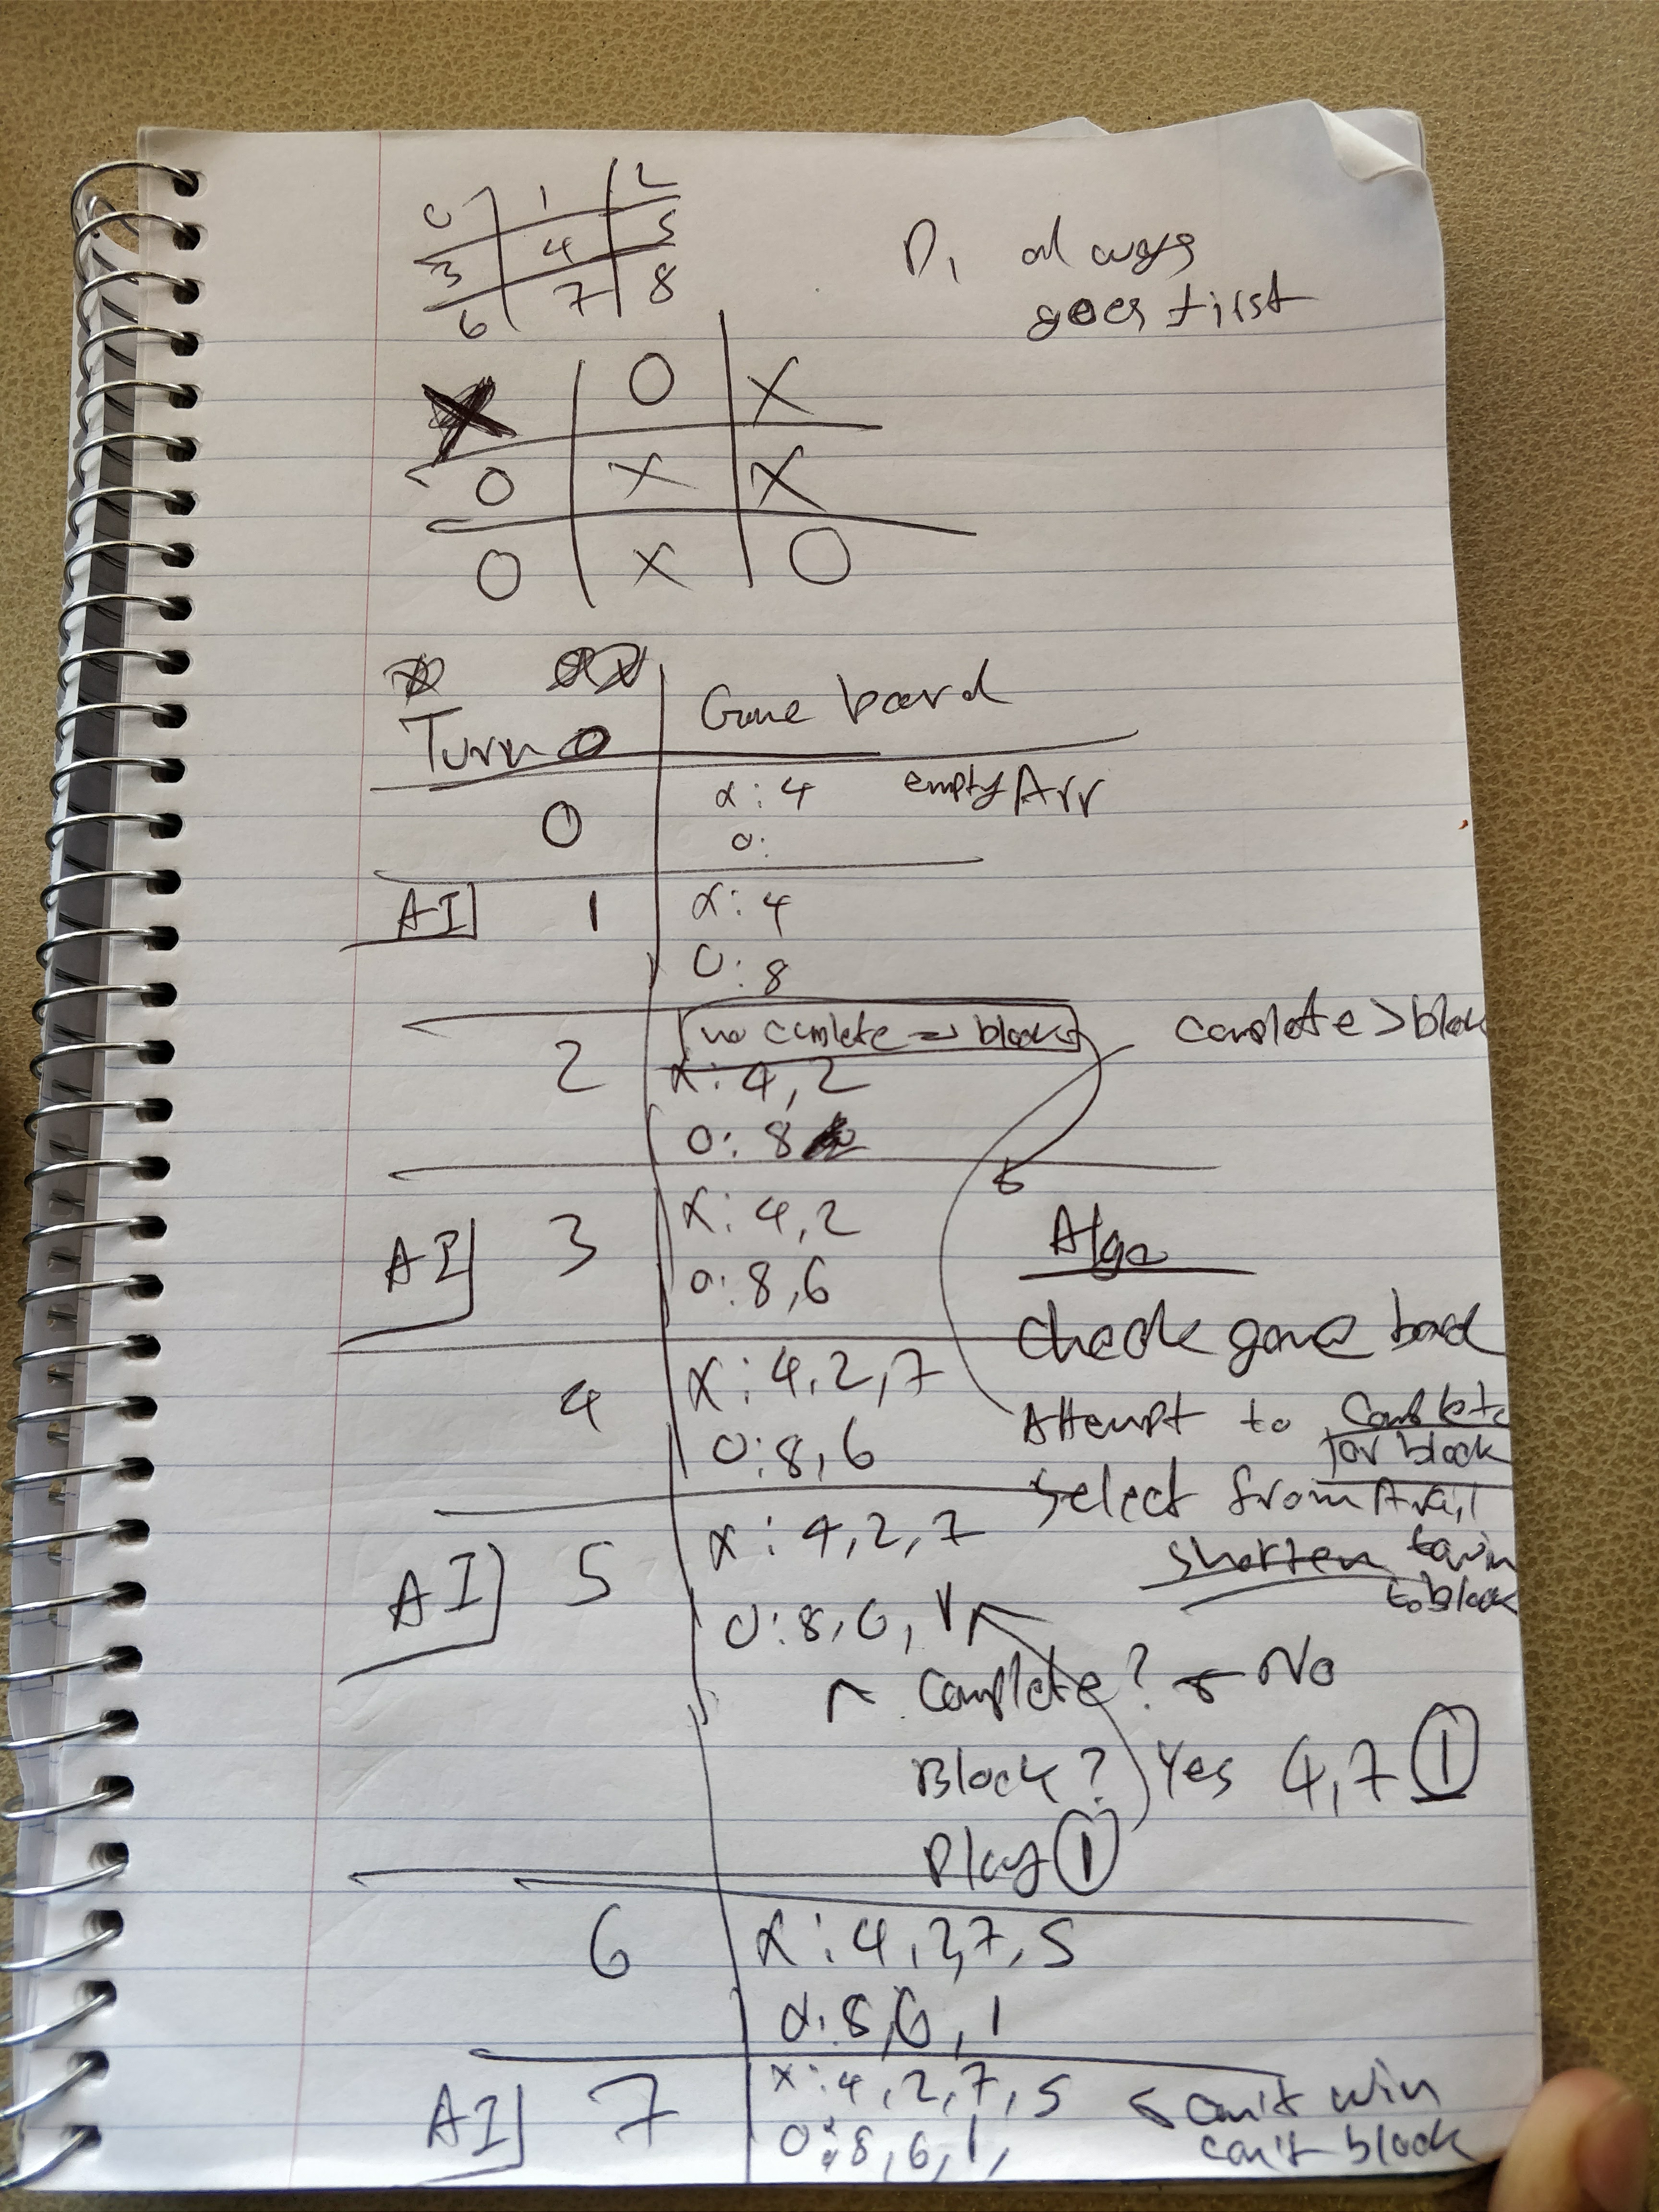 0 | 1 | 2
3 | 4 | 5
6 | 7 | 8
P1 always
goes first
X | O | X
O | X | X
O | X | O
Turn | Game board
0 | x: 4 emptyArr
o:
AI 1 | x: 4
O: 8
no complete => block
complete > block
2 | x: 4,2
O: 8
AI 3 | x: 4,2
o: 8,6
Algo
check game board
4 | x: 4,2,7
O: 8,6
Attempt to complete
for block
select from Avail
shorten to win
to block
AI 5 | x: 4,2,7
O: 8,6,1
Complete? No
Block? Yes 4,7 1
Play 1
6 | x: 4,2,7,5
O: 8,6,1
AI 7 | x: 4,2,7,5 can't win
O: 8,6,1, can't block